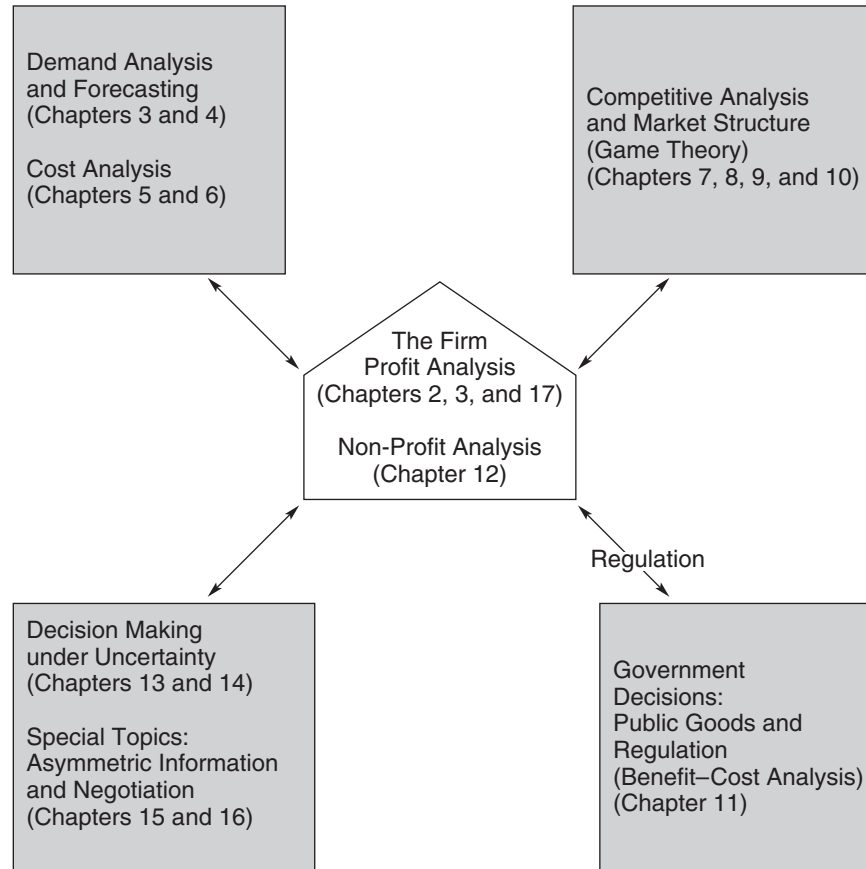 Demand Analysis
and Forecasting
(Chapters 3 and 4)
Cost Analysis
(Chapters 5 and 6)
Competitive Analysis
and Market Structure
(Game Theory)
(Chapters 7, 8, 9, and 10)
The Firm
Profit Analysis
(Chapters 2, 3, and 17)
Non-Profit Analysis
(Chapter 12)
Regulation
Decision Making
under Uncertainty
(Chapters 13 and 14)
Special Topics:
Asymmetric Information
and Negotiation
(Chapters 15 and 16)
Government
Decisions:
Public Goods and
Regulation
(Benefit–Cost Analysis)
(Chapter 11)